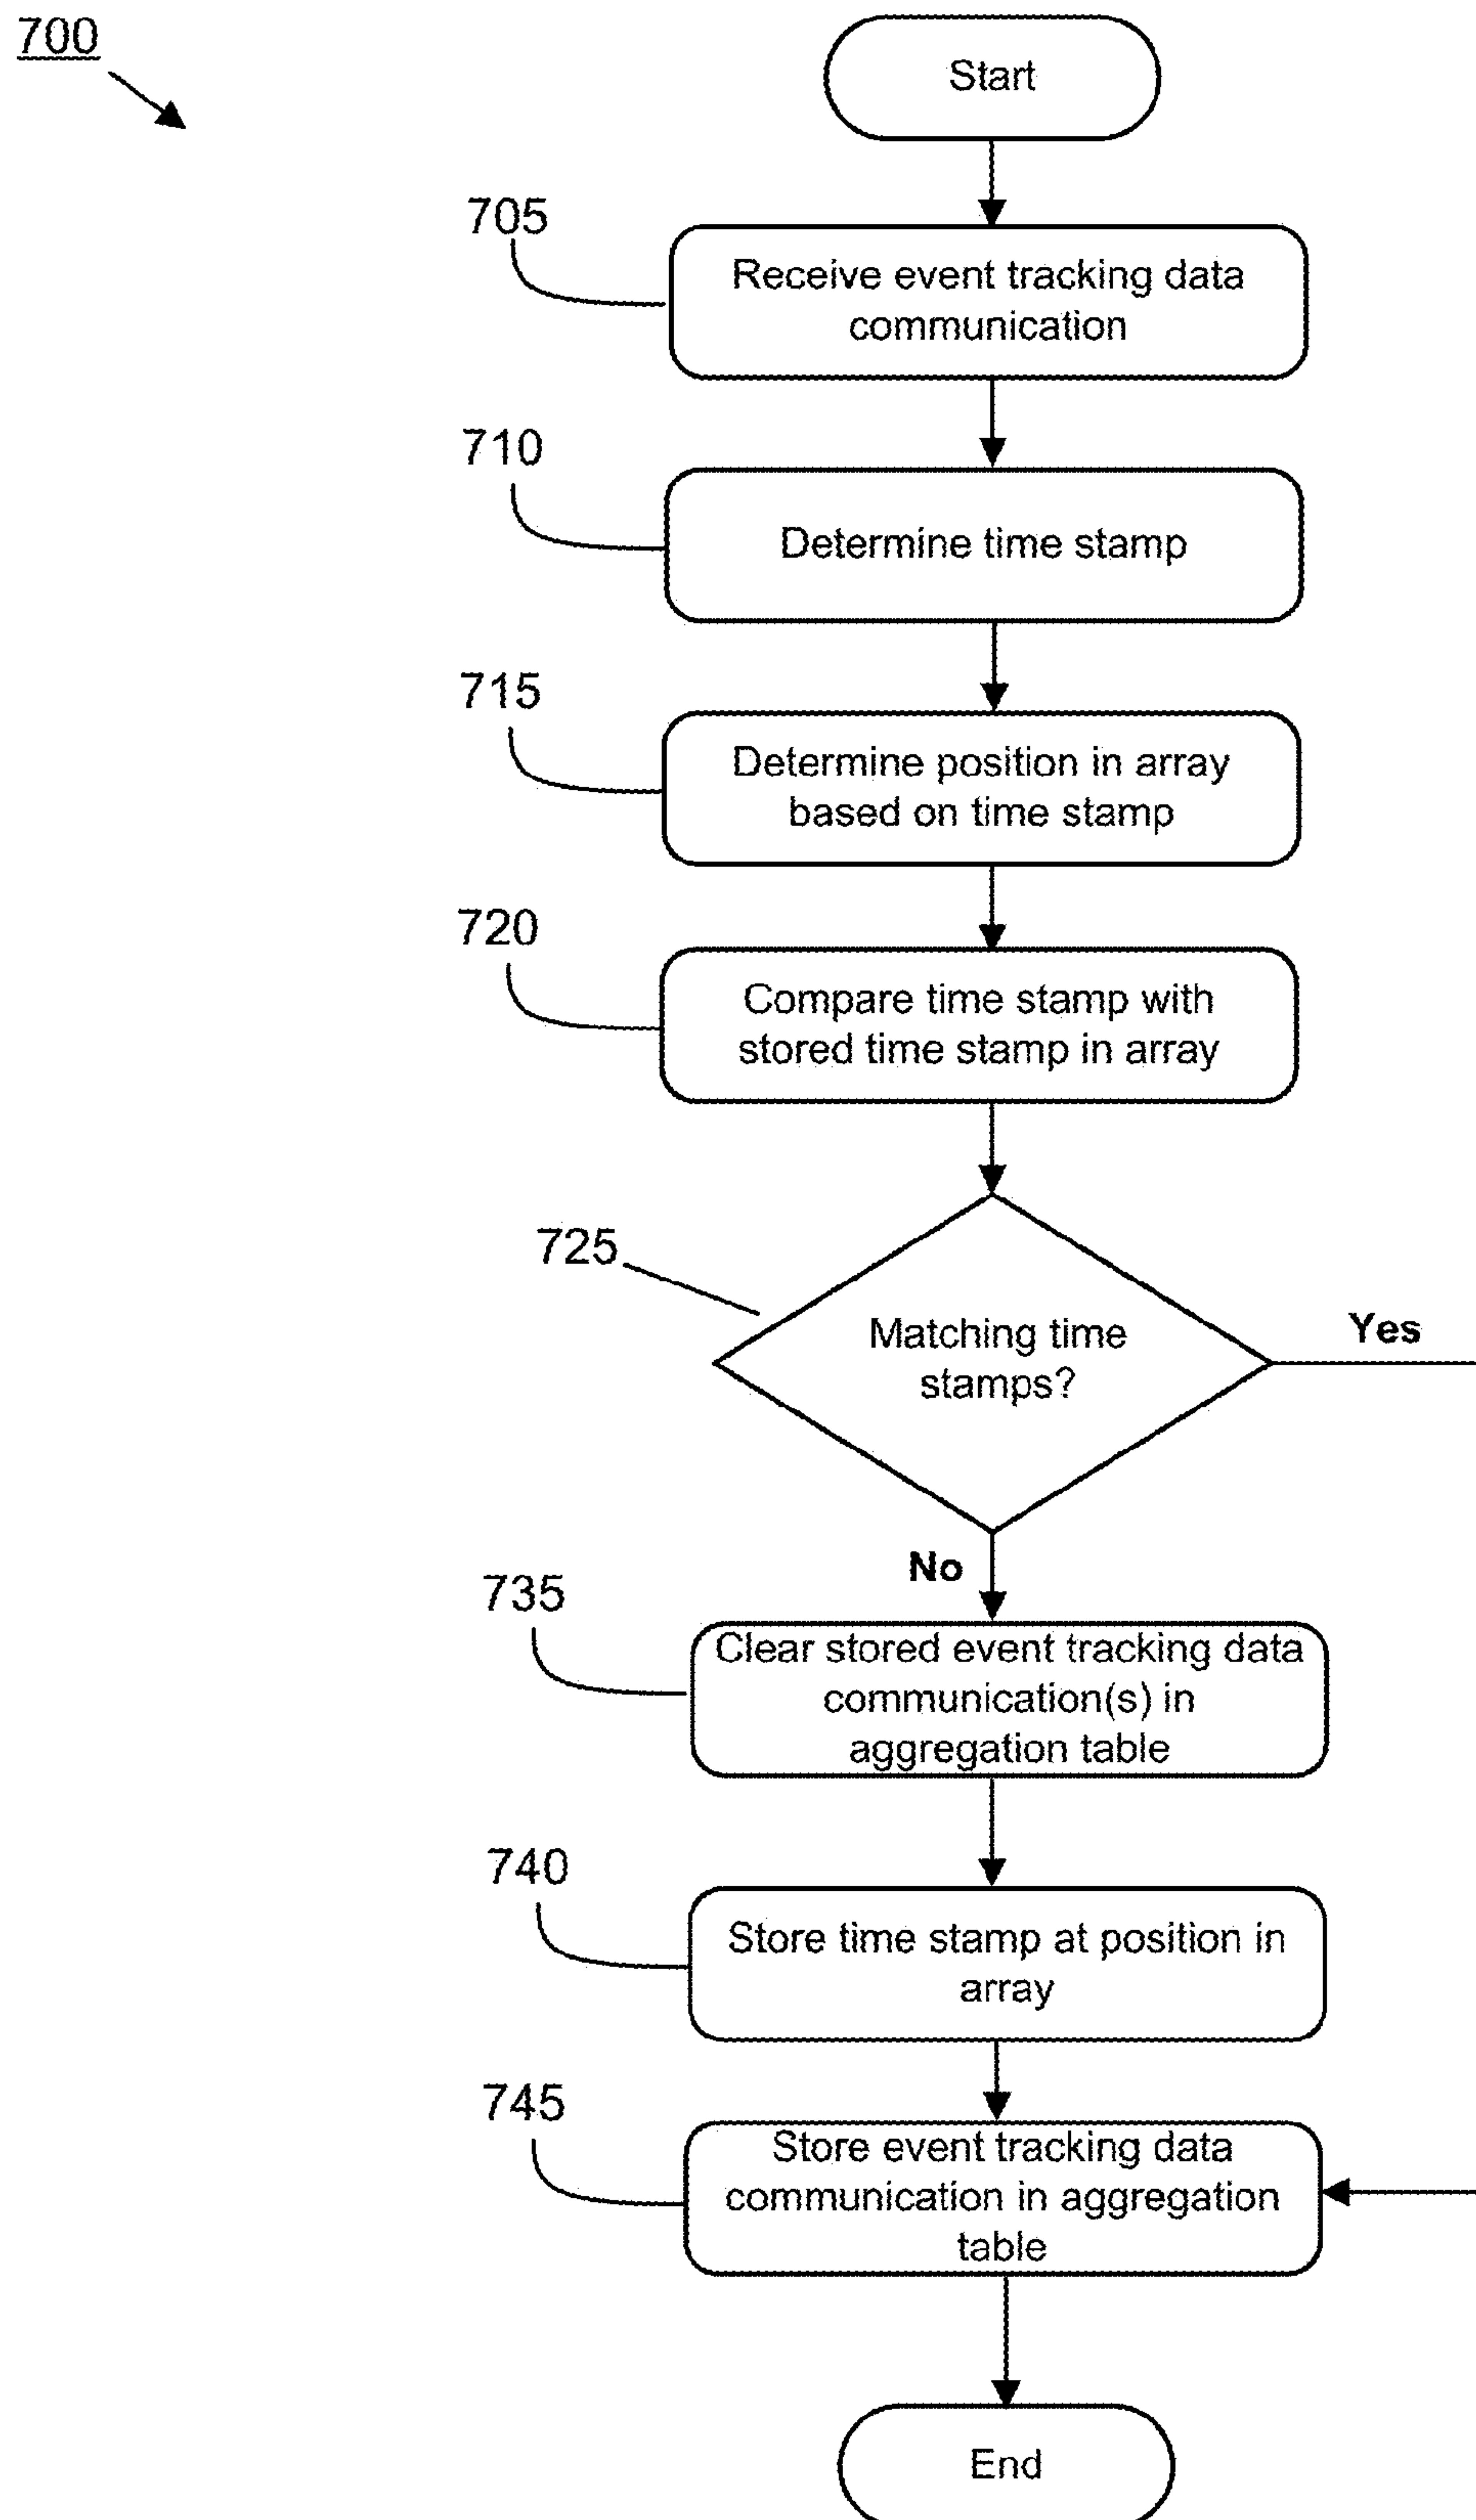 700
Start
705
Receive event tracking data
communication
710
Determine time stamp
715
Determine position in array
based on time stamp
720
Compare time stamp with
stored time stamp in array
725
Matching time
stamps?
Yes
No
735
Clear stored event tracking data
communication(s) in
aggregation table
740
Store time stamp at position in
array
745
Store event tracking data
communication in aggregation
table
End